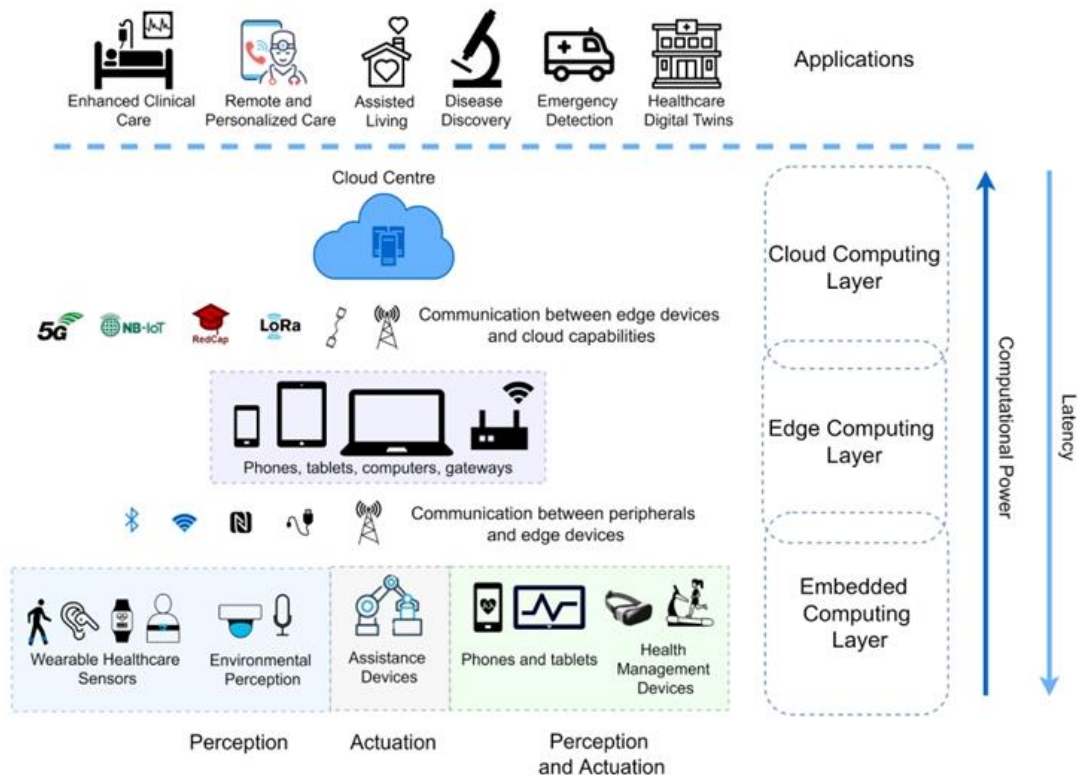 Applications
Enhanced Clinical
Care
Remote and
Personalized Care
Assisted
Living
Disease
Discovery
Emergency
Detection
Healthcare
Digital Twins
Cloud Centre
Cloud Computing
Layer
5G
NB-IoT
RedCap
LoRa
Communication between edge devices
and cloud capabilities
Edge Computing
Layer
Phones, tablets, computers, gateways
Communication between peripherals
and edge devices
Embedded
Computing
Layer
Wearable Healthcare
Sensors
Environmental
Perception
Assistance
Devices
Phones and tablets
Health
Management
Devices
Perception
Actuation
Perception
and Actuation
Computational Power
Latency